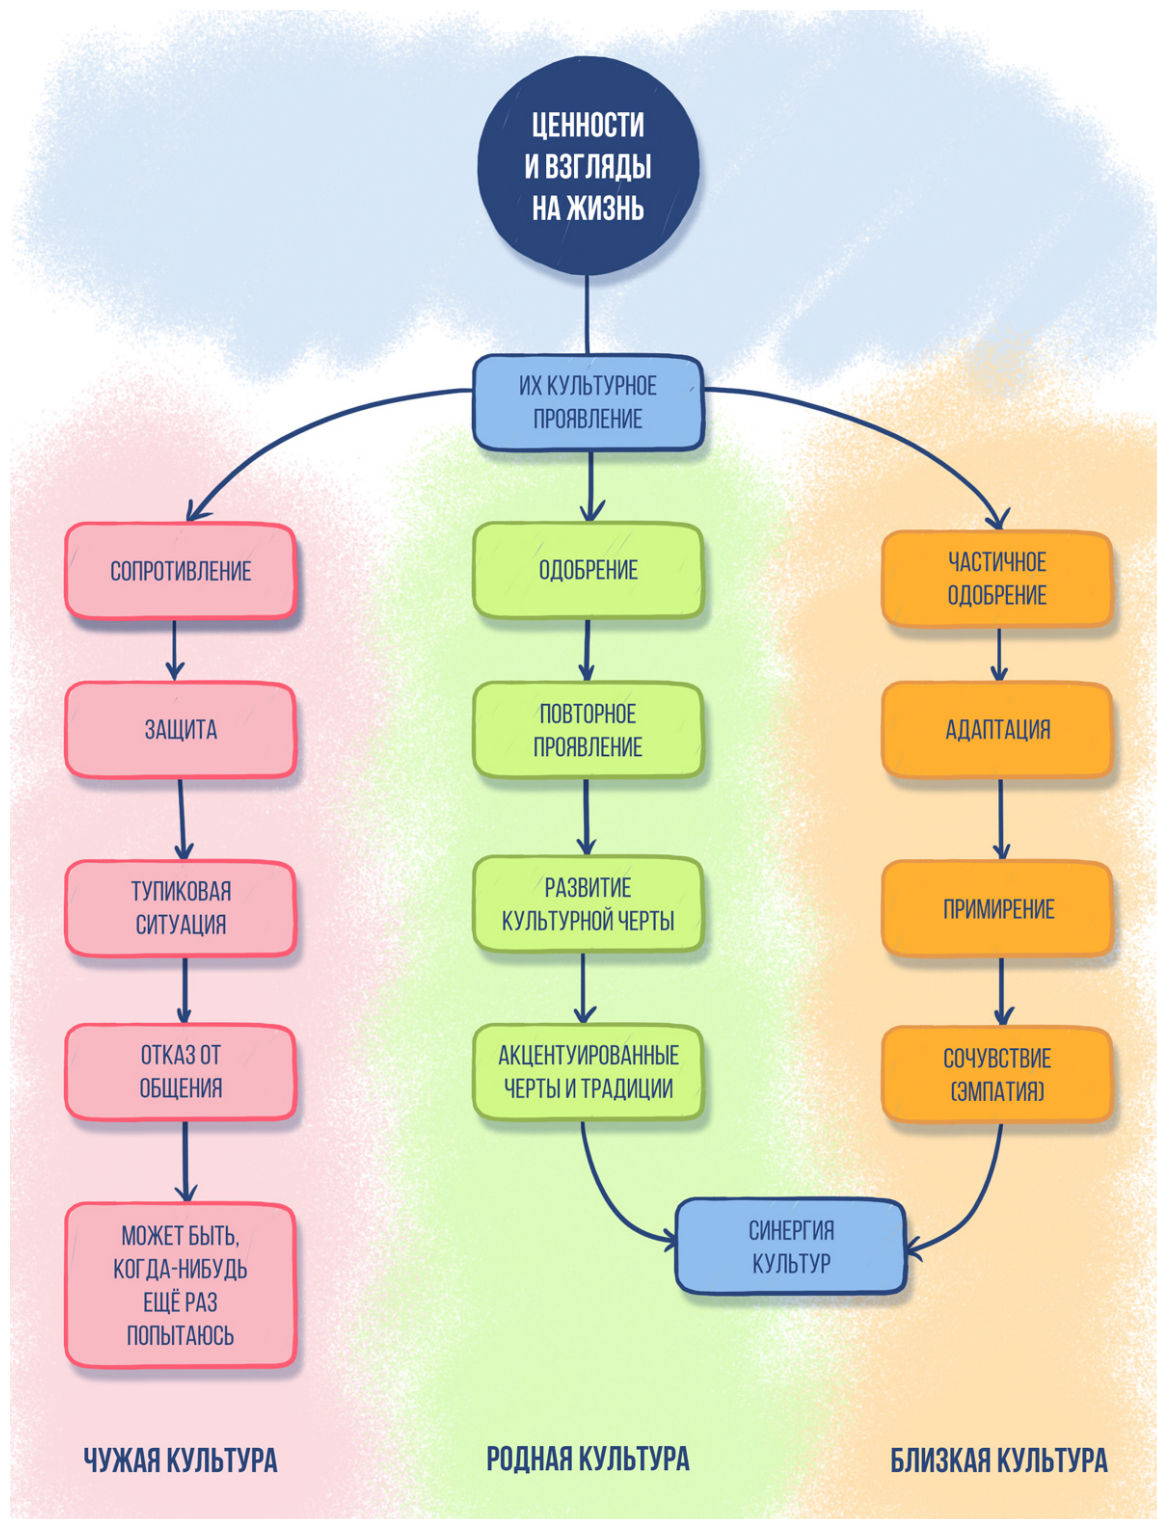 ЦЕННОСТИ
И ВЗГЛЯДЫ
НА ЖИЗНЬ
ИХ КУЛЬТУРНОЕ
ПРОЯВЛЕНИЕ
СОПРОТИВЛЕНИЕ
ЗАЩИТА
ТУПИКОВАЯ
СИТУАЦИЯ
ОТКАЗ ОТ
ОБЩЕНИЯ
МОЖЕТ БЫТЬ,
КОГДА-НИБУДЬ
ЕЩЁ РАЗ
ПОПЫТАЮСЬ
ЧУЖАЯ КУЛЬТУРА
ОДОБРЕНИЕ
ПОВТОРНОЕ
ПРОЯВЛЕНИЕ
РАЗВИТИЕ
КУЛЬТУРНОЙ ЧЕРТЫ
АКЦЕНТУИРОВАННЫЕ
ЧЕРТЫ И ТРАДИЦИИ
РОДНАЯ КУЛЬТУРА
ЧАСТИЧНОЕ
ОДОБРЕНИЕ
АДАПТАЦИЯ
ПРИМИРЕНИЕ
СОЧУВСТВИЕ
(ЭМПАТИЯ)
СИНЕРГИЯ
КУЛЬТУР
БЛИЗКАЯ КУЛЬТУРА